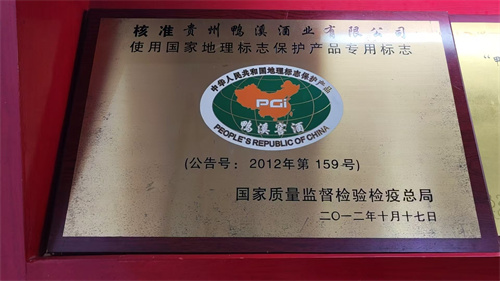 核准贵州鸭溪酒业有限公司
使用国家地理标志保护产品专用标志
中华人民共和国地理标志保护产品
PGi
鸭溪窖酒
PEOPLE'S REPUBLIC OF CHINA
(公告号：2012年第159号)
国家质量监督检验检疫总局
二〇一二年十月十七日